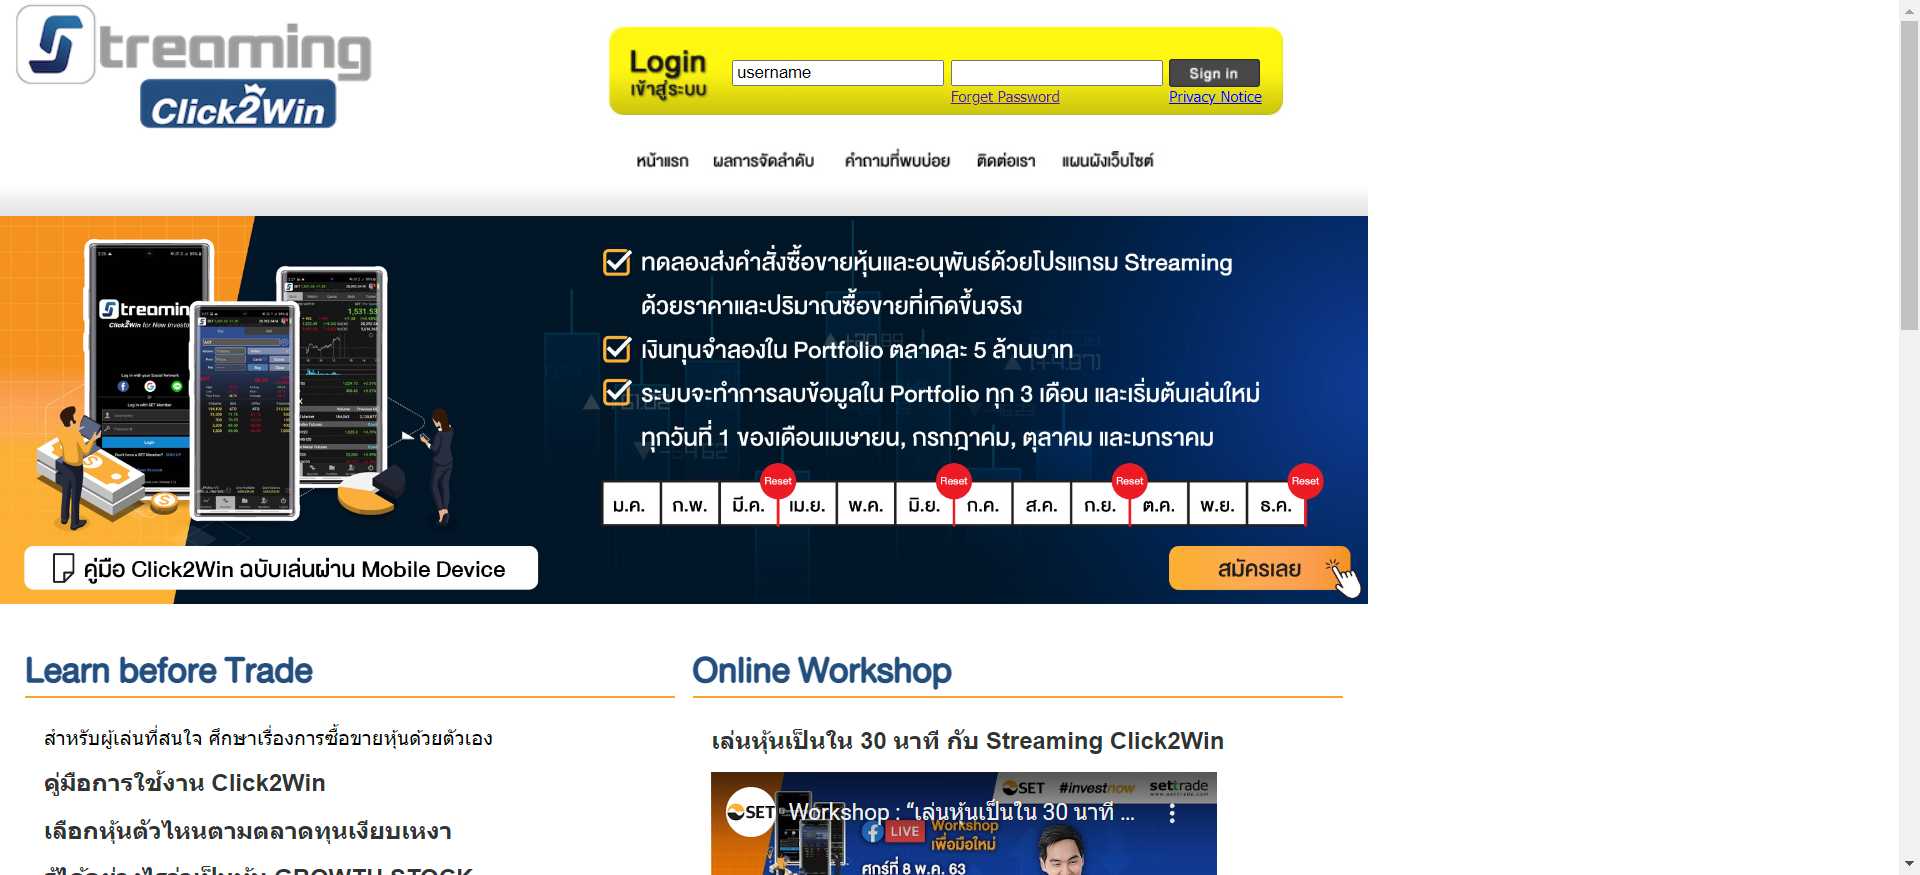 Streaming
Click2Win
Login
เข้าสู่ระบบ
username
Sign in
Forget Password
Privacy Notice
หน้าแรก
ผลการจัดลำดับ
คำถามที่พบบ่อย
ติดต่อเรา
แผนผังเว็บไซต์
ทดลองส่งคำสั่งซื้อขายหุ้นและอนุพันธ์ด้วยโปรแกรม Streaming
ด้วยราคาและปริมาณซื้อขายที่เกิดขึ้นจริง
เงินทุนจำลองใน Portfolio ตลาดละ 5 ล้านบาท
ระบบจะทำการลบข้อมูลใน Portfolio ทุก 3 เดือน และเริ่มต้นเล่นใหม่
ทุกวันที่ 1 ของเดือนเมษายน, กรกฎาคม, ตุลาคม และมกราคม
Reset Reset Reset Reset
ม.ค. ก.พ. มี.ค. เม.ย. พ.ค. มิ.ย. ก.ค. ส.ค. ก.ย. ต.ค. พ.ย. ธ.ค.
Streaming
Click2Win for New Investor
Log in with your Social Network
Login
1,531.53
คู่มือ Click2Win ฉบับเล่นผ่าน Mobile Device
สมัครเลย
Learn before Trade
สำหรับผู้เล่นที่สนใจ ศึกษาเรื่องการซื้อขายหุ้นด้วยตัวเอง
คู่มือการใช้งาน Click2Win
เลือกหุ้นตัวไหนตามตลาดทุนเงียบเหงา
Online Workshop
เล่นหุ้นเป็นใน 30 นาที กับ Streaming Click2Win
SET #investnow settrade
www.settrade.com
SET
Workshop : “เล่นหุ้นเป็นใน 30 นาที ...
LIVE
Workshop
เพื่อมือใหม่
ศุกร์ที่ 8 พ.ค. 63